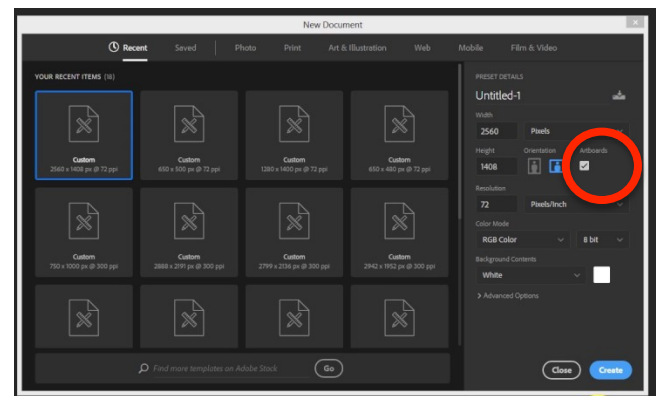 New Document
Recent Saved Photo Print Art & Illustration Web Mobile Film & Video
YOUR RECENT ITEMS (18)
Custom
2560 x 1408 px @ 72 ppi
Custom
650 x 500 px @ 72 ppi
Custom
1280 x 1400 px @ 72 ppi
Custom
650 x 480 px @ 72 ppi
Custom
750 x 1000 px @ 300 ppi
Custom
2888 x 2191 px @ 300 ppi
Custom
2799 x 2136 px @ 300 ppi
Custom
2942 x 1952 px @ 300 ppi
Find more templates on Adobe Stock
Go
PRESET DETAILS
Untitled-1
Width
2560 Pixels
Height Orientation Artboards
1408
Resolution
72 Pixels/Inch
Color Mode
RGB Color 8 bit
Background Contents
White
Advanced Options
Close Create